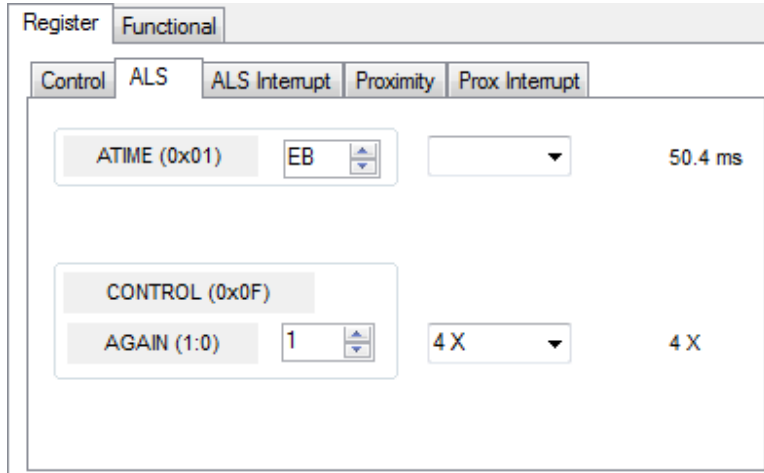 Register Functional
Control ALS ALS Interrupt Proximity Prox Interrupt
ATIME (0x01) EB 50.4 ms
CONTROL (0x0F)
AGAIN (1:0) 1 4 X 4 X